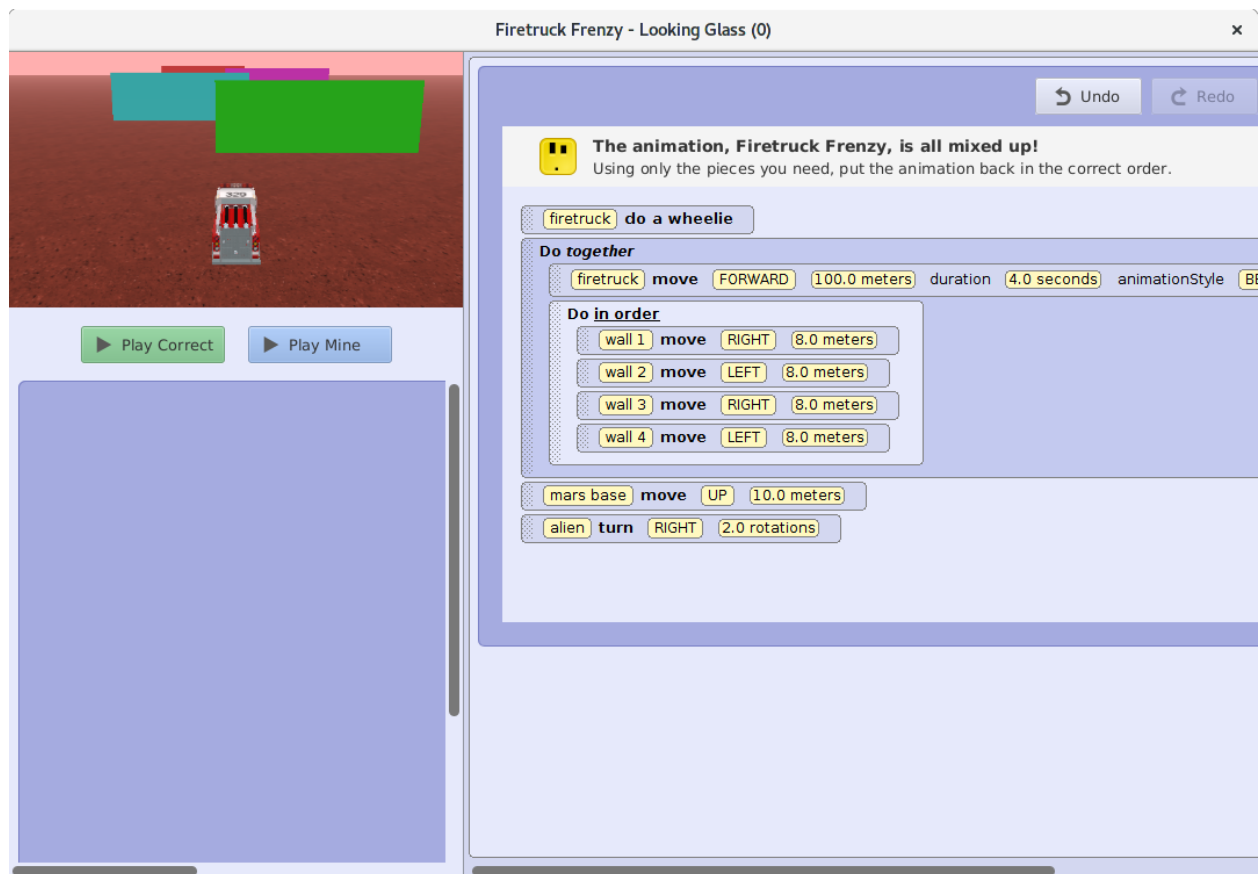 Firetruck Frenzy - Looking Glass (0)
Undo
Redo
The animation, Firetruck Frenzy, is all mixed up!
Using only the pieces you need, put the animation back in the correct order.
329
firetruck do a wheelie
Do together
firetruck move FORWARD 100.0 meters duration 4.0 seconds animationStyle
Do in order
wall 1 move RIGHT 8.0 meters
wall 2 move LEFT 8.0 meters
wall 3 move RIGHT 8.0 meters
wall 4 move LEFT 8.0 meters
mars base move UP 10.0 meters
alien turn RIGHT 2.0 rotations
Play Correct
Play Mine